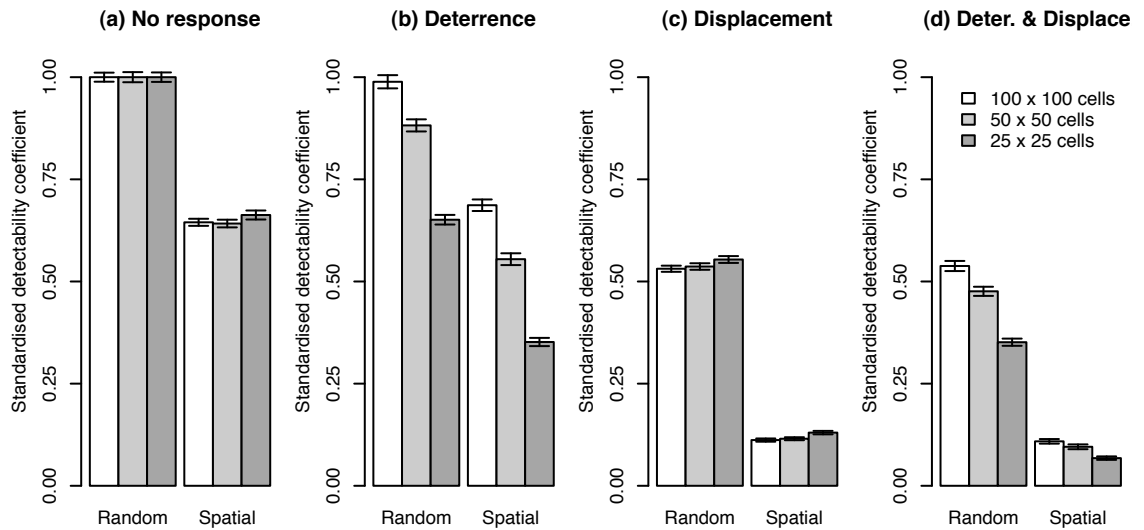 (a) No response
(b) Deterrence
(c) Displacement
(d) Deter. & Displace
Standardised detectability coefficient
0.00 0.25 0.50 0.75 1.00
Random Spatial
Standardised detectability coefficient
0.00 0.25 0.50 0.75 1.00
Random Spatial
Standardised detectability coefficient
0.00 0.25 0.50 0.75 1.00
Random Spatial
Standardised detectability coefficient
0.00 0.25 0.50 0.75 1.00
100 x 100 cells
50 x 50 cells
25 x 25 cells
Random Spatial